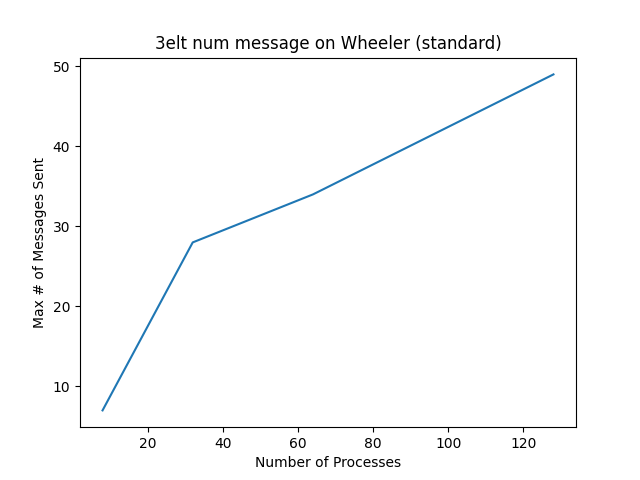 3elt num message on Wheeler (standard)
50
40
30
20
10
Max # of Messages Sent
20 40 60 80 100 120
Number of Processes